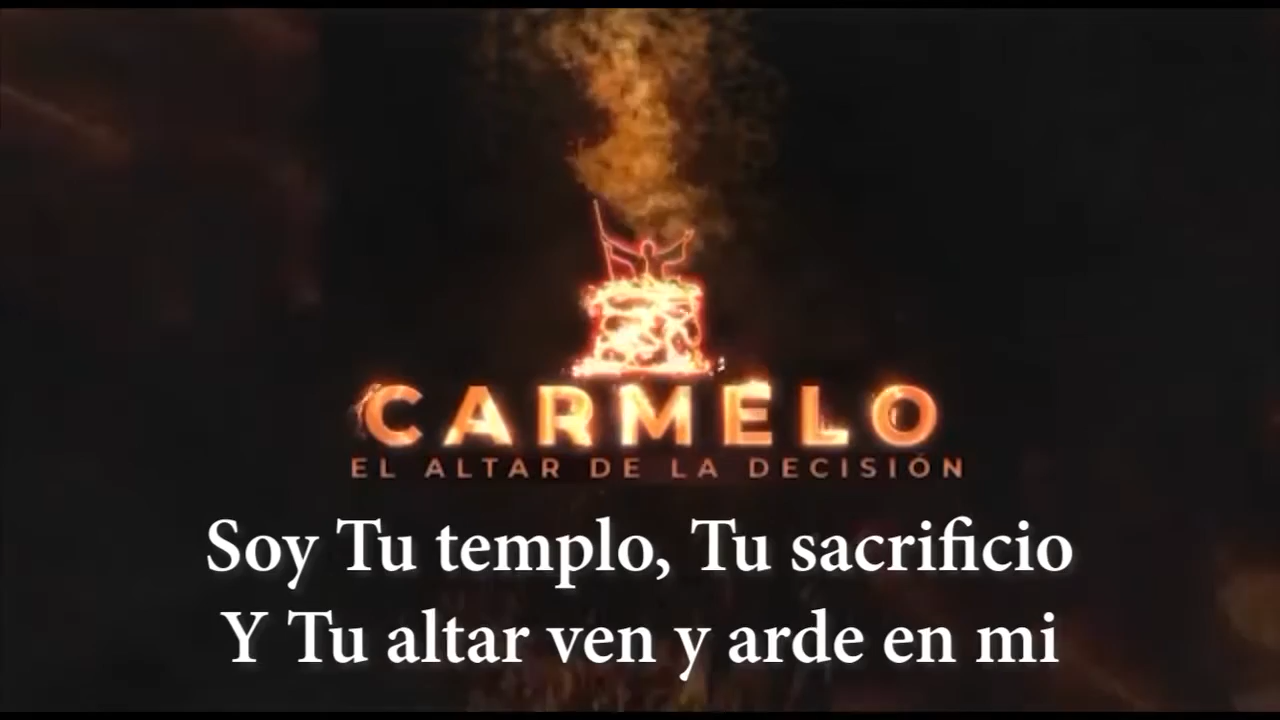 CARMELO
EL ALTAR DE LA DECISIÓN
Soy Tu templo, Tu sacrificio
Y Tu altar ven y arde en mi